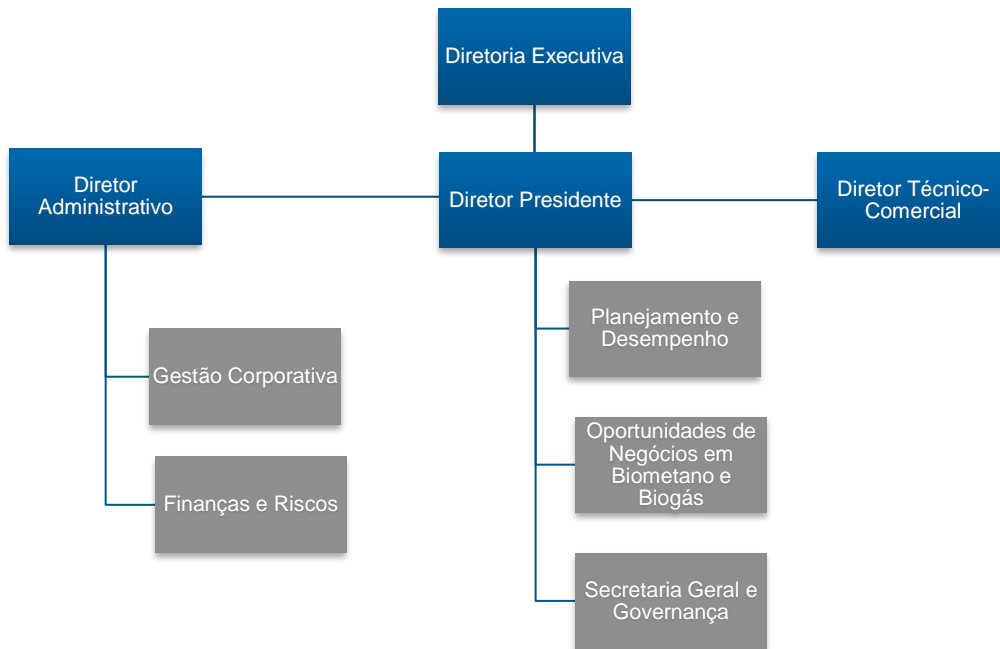 Diretoria Executiva
Diretor
Administrativo
Diretor Presidente
Diretor Técnico-
Comercial
Planejamento e
Desempenho
Gestão Corporativa
Oportunidades de
Negócios em
Biometano e
Biogás
Finanças e Riscos
Secretaria Geral e
Governança